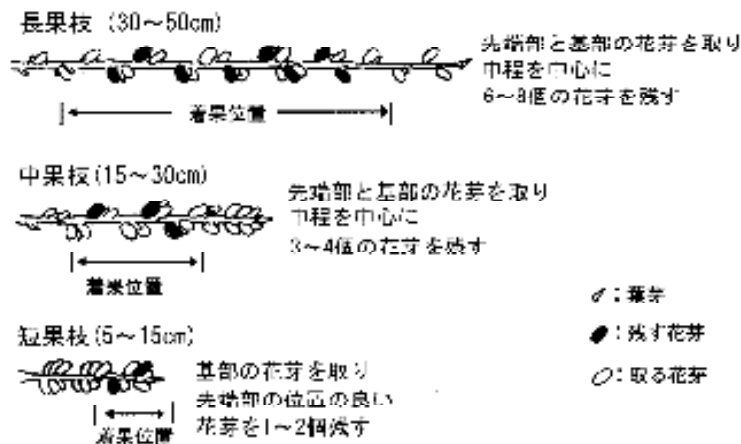 長果枝 (30～50cm)
先端部と基部の花芽を取り
中程を中心に
6～8個の花芽を残す
着果位置
中果枝(15～30cm)
先端部と基部の花芽を取り
中程を中心に
3～4個の花芽を残す
着果位置
:葉芽
短果枝(5～15cm)
:残す花芽
基部の花芽を取り
先端部の位置の良い
:取る花芽
花芽を1～2個残す
着果位置